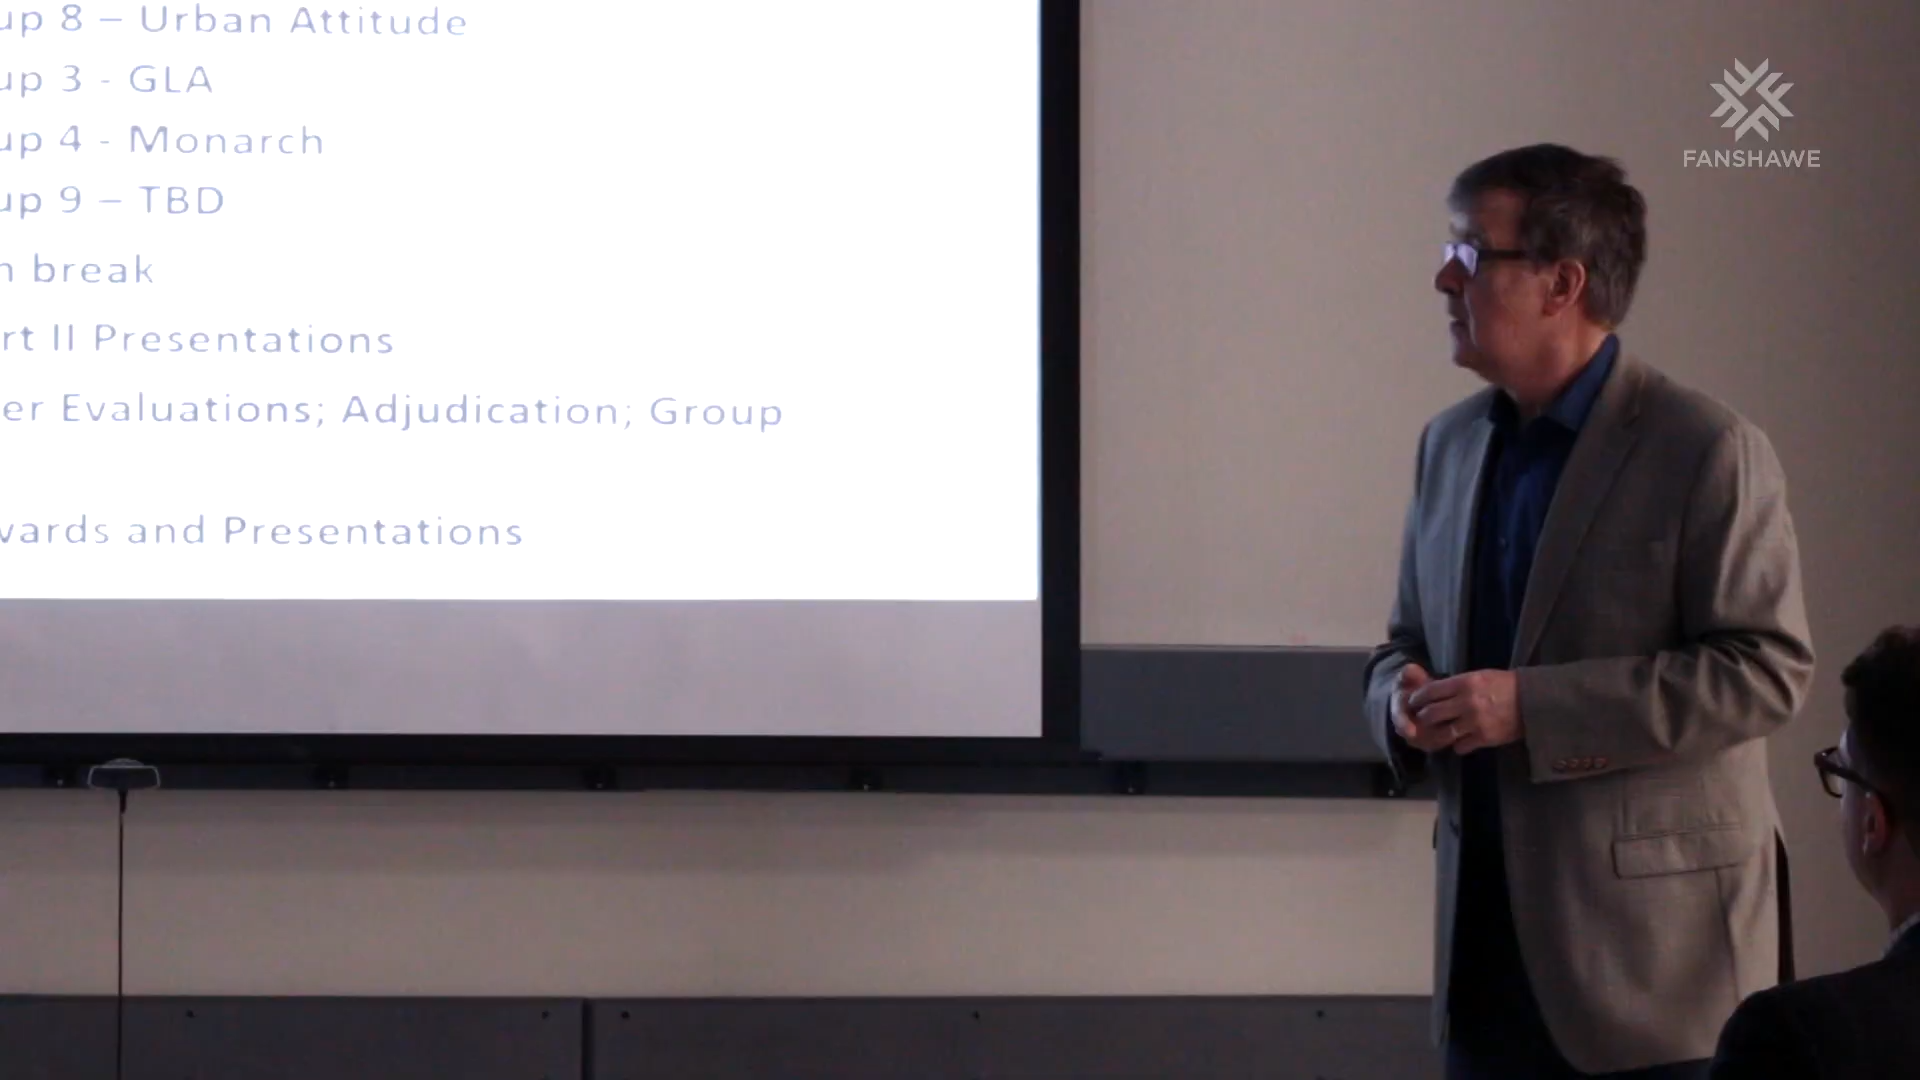 up 8 – Urban Attitude
up 3 - GLA
up 4 - Monarch
up 9 – TBD
break
rt II Presentations
er Evaluations; Adjudication; Group
wards and Presentations
FANSHAWE